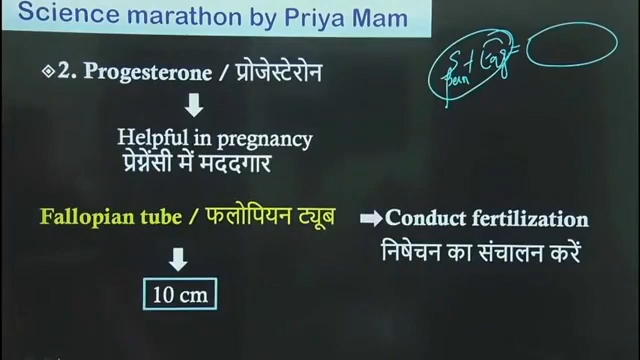 Science marathon by Priya Mam
2. Progesterone / प्रोजेस्टेरोन
Helpful in pregnancy
प्रेग्नेंसी में मददगार
Fallopian tube / फलोपियन ट्यूब
Conduct fertilization
निषेचन का संचालन करें
10 cm